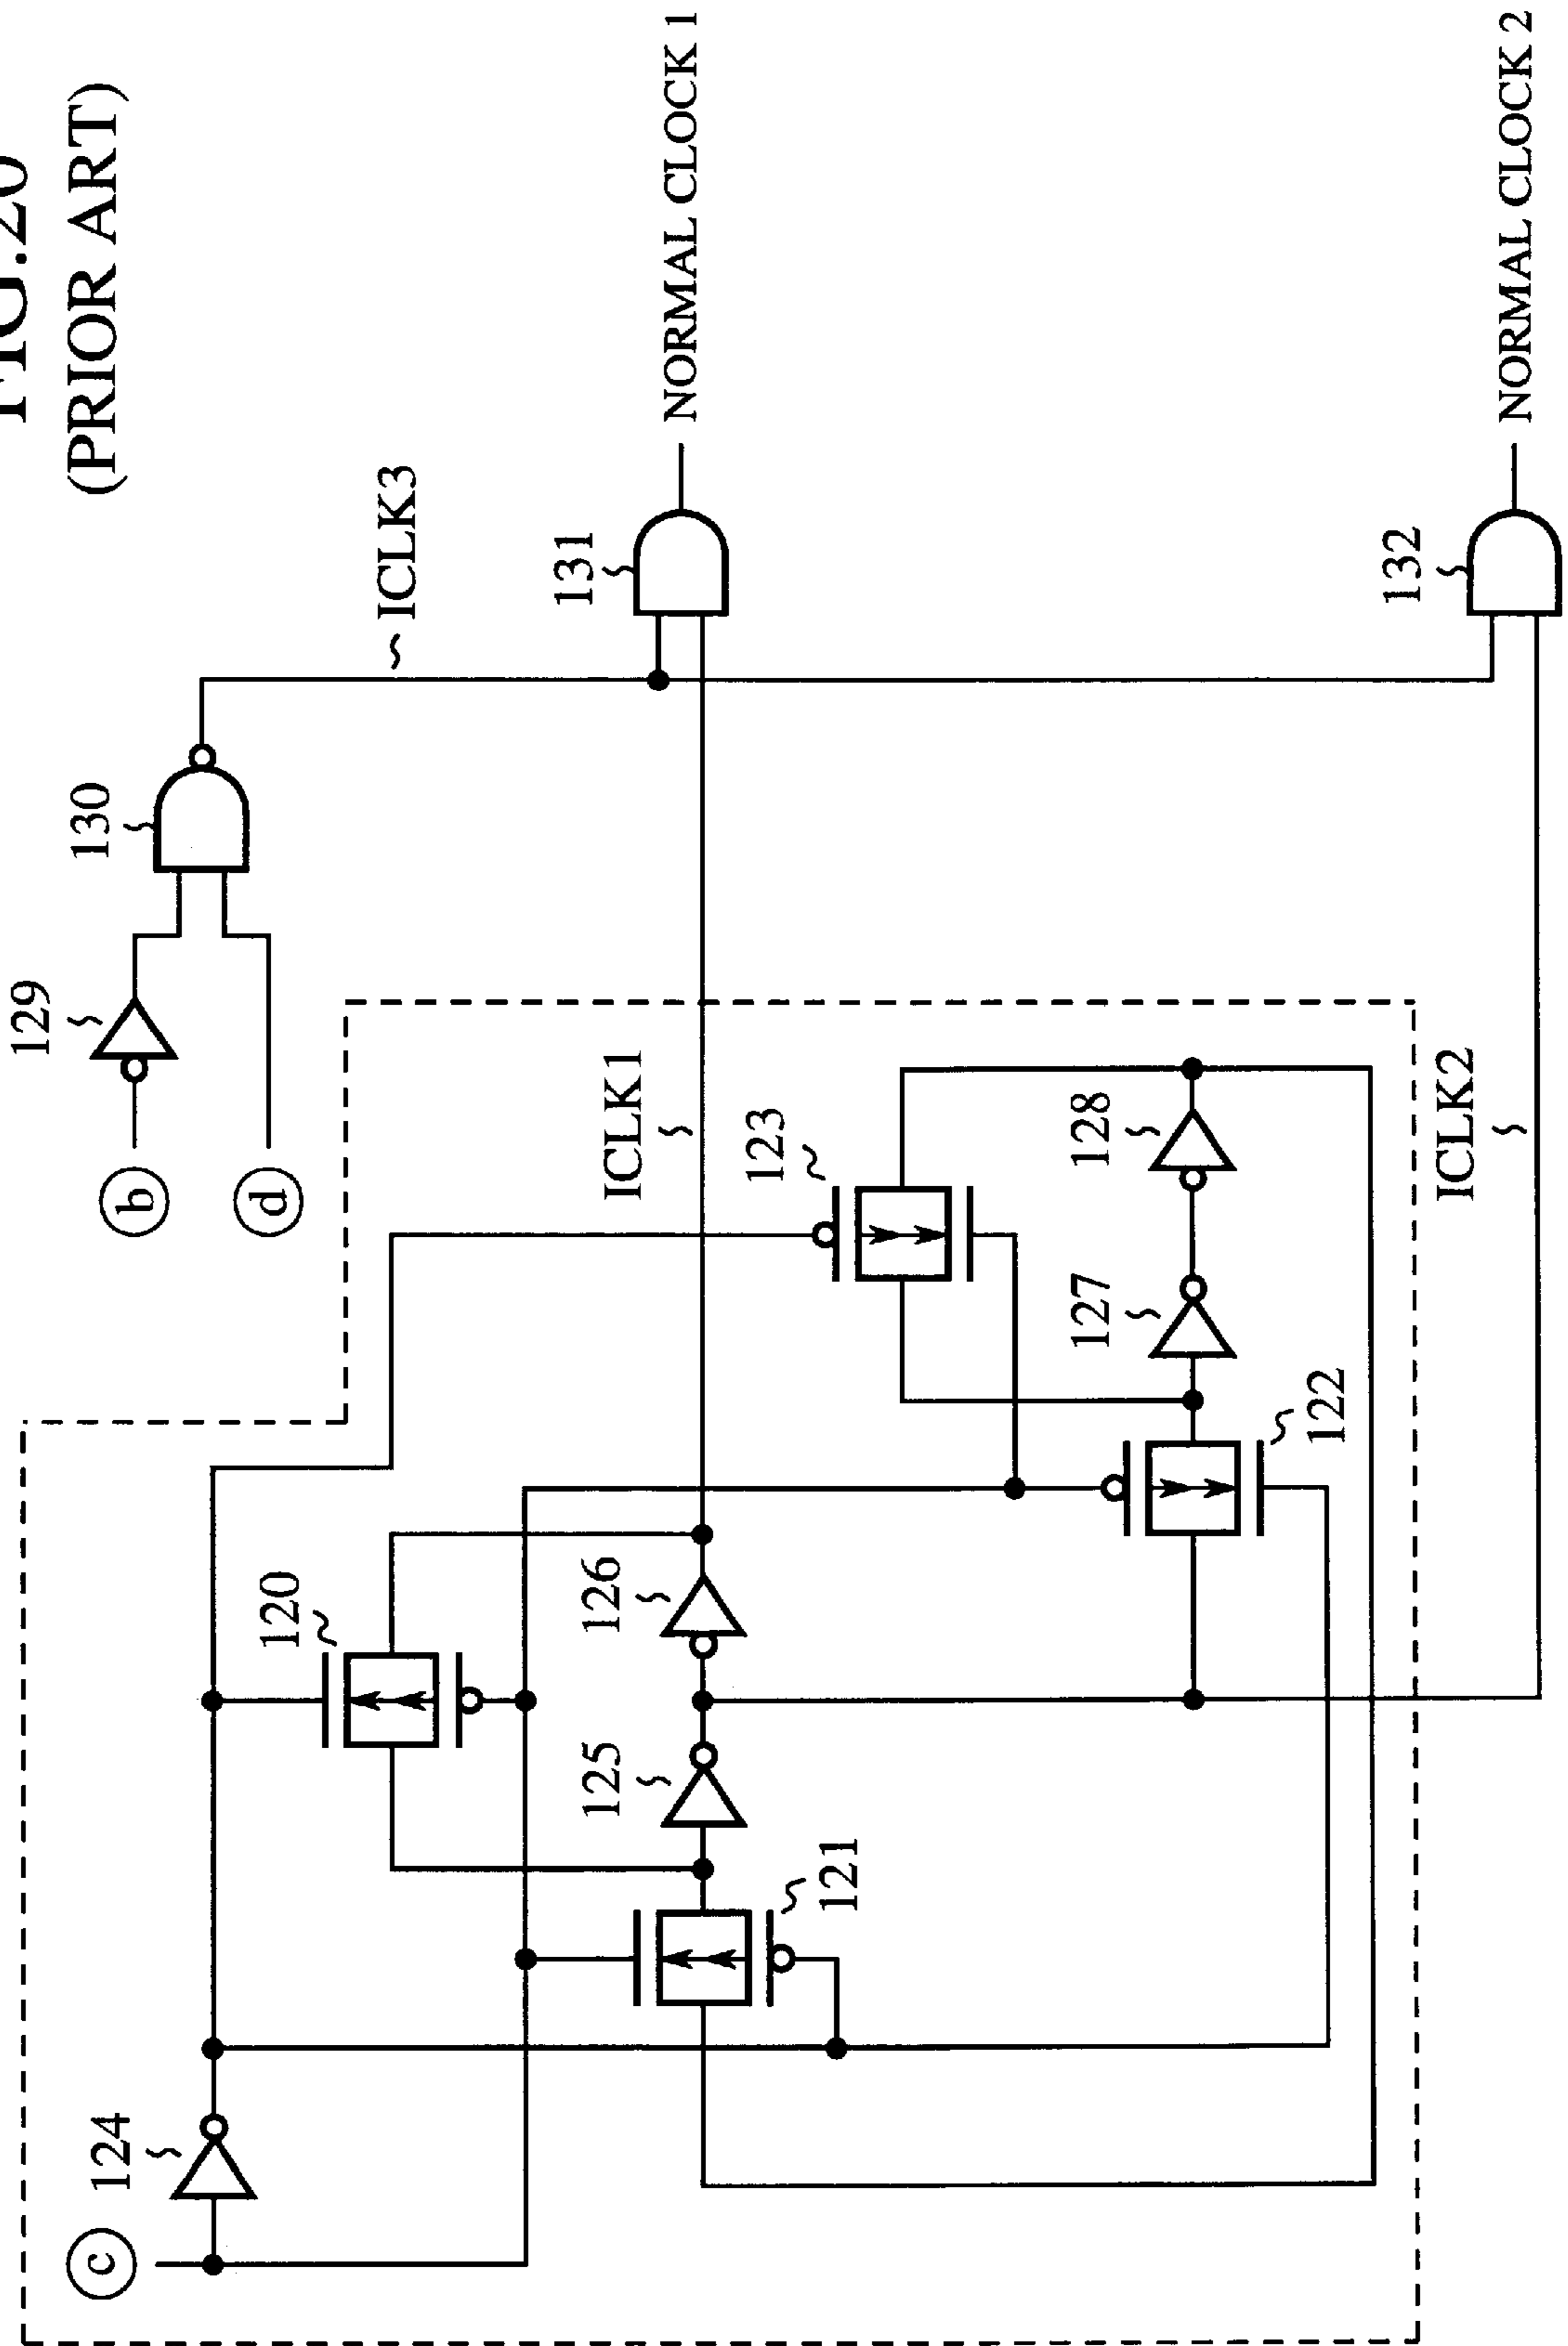 FIG.20
(PRIOR ART)
129
c
124
130
b
d
120
ICLK3
131
125
126
ICLK1
NORMAL CLOCK 1
123
121
127
128
122
132
ICLK2
NORMAL CLOCK 2